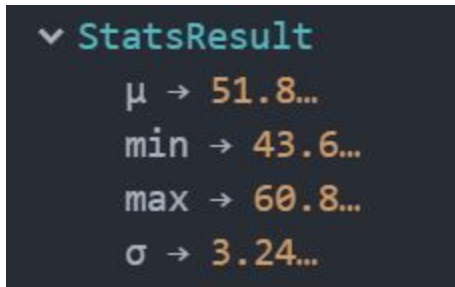 StatsResult
μ → 51.8…
min → 43.6…
max → 60.8…
σ → 3.24…